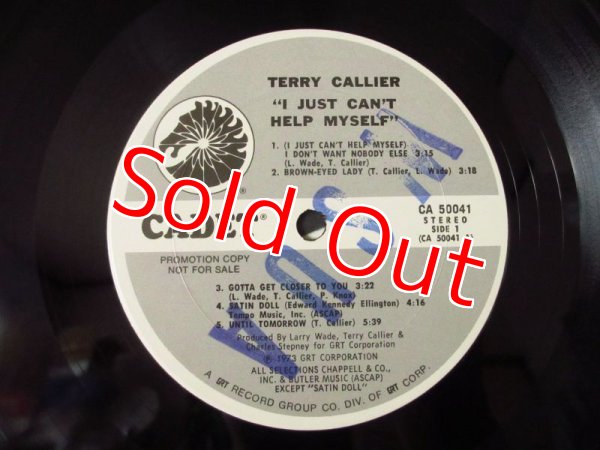 TERRY CALLIER
"I JUST CAN'T
HELP MYSELF"
1. (I JUST CAN'T HELP MYSELF)
I DON'T WANT NOBODY ELSE 3:15
(L. Wade, T. Callier)
2. BROWN-EYED LADY (T. Callier, L. Wade) 3:18
®
Sold Out
CADET
CA 50041
STEREO
SIDE 1
(CA 50041
PROMOTION COPY
NOT FOR SALE
3. GOTTA GET CLOSER TO YOU 3:22
(L. Wade, T. Callier, P. Knox)
4. SATIN DOLL (Edward Kennedy Ellington) 4:16
Tempo Music, Inc. (ASCAP)
5. UNTIL TOMORROW (T. Callier) 5:39
Produced by Larry Wade, Terry Callier &
Charles Stepney for GRT Corporation
℗ 1973 GRT CORPORATION
ALL SELECTIONS CHAPPELL & CO.,
INC. & BUTLER MUSIC (ASCAP)
EXCEPT "SATIN DOLL"
A GRT RECORD GROUP CO. DIV. OF GRT CORP.